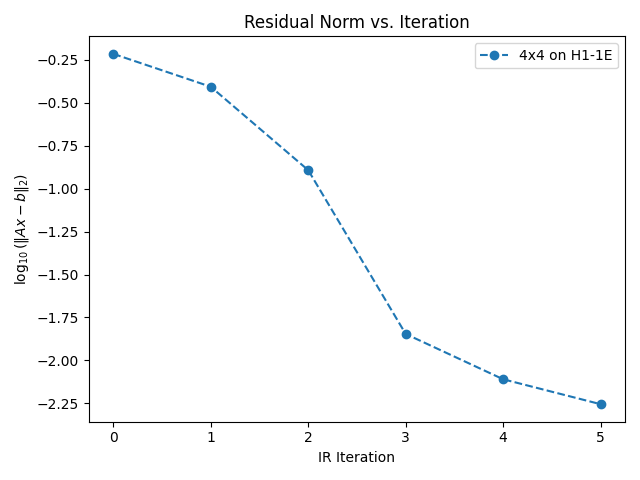 Residual Norm vs. Iteration
4x4 on H1-1E
−0.25
−0.50
−0.75
−1.00
−1.25
−1.50
−1.75
−2.00
−2.25
log₁₀(‖Ax − b‖₂)
0 1 2 3 4 5
IR Iteration